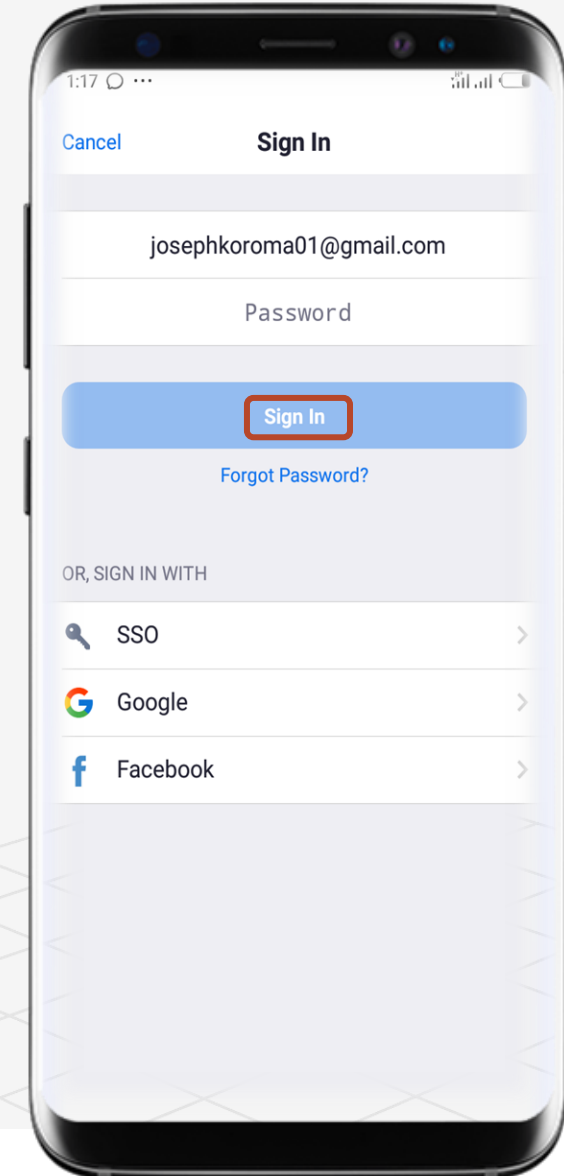 1:17
Cancel
Sign In
josephkoroma01@gmail.com
Password
Sign In
Forgot Password?
OR, SIGN IN WITH
SSO
Google
Facebook